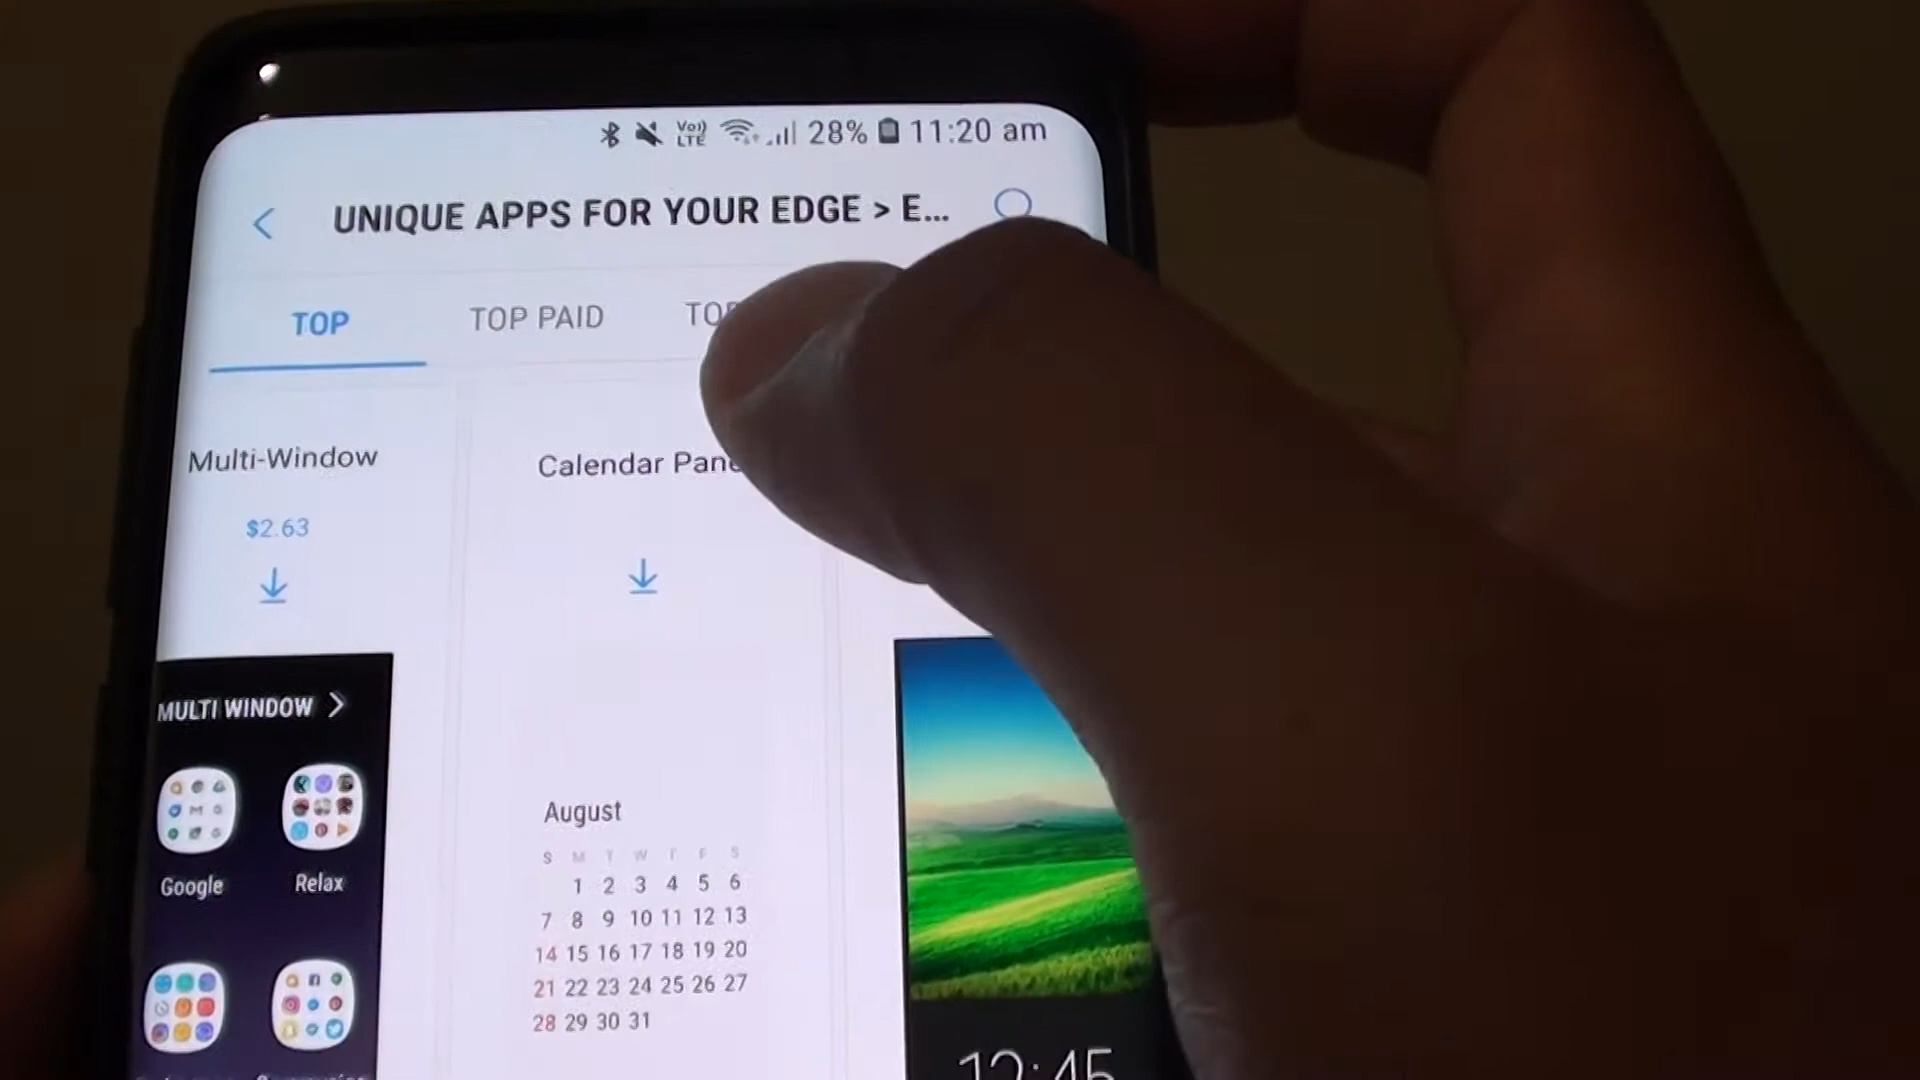 Vo)) LTE 28% 11:20 am
UNIQUE APPS FOR YOUR EDGE > E...
TOP
TOP PAID
TOP
Multi-Window
Calendar Pane
$2.63
MULTI WINDOW >
Google
Relax
August
S M T W T F S
1 2 3 4 5 6
7 8 9 10 11 12 13
14 15 16 17 18 19 20
21 22 23 24 25 26 27
28 29 30 31
12:45